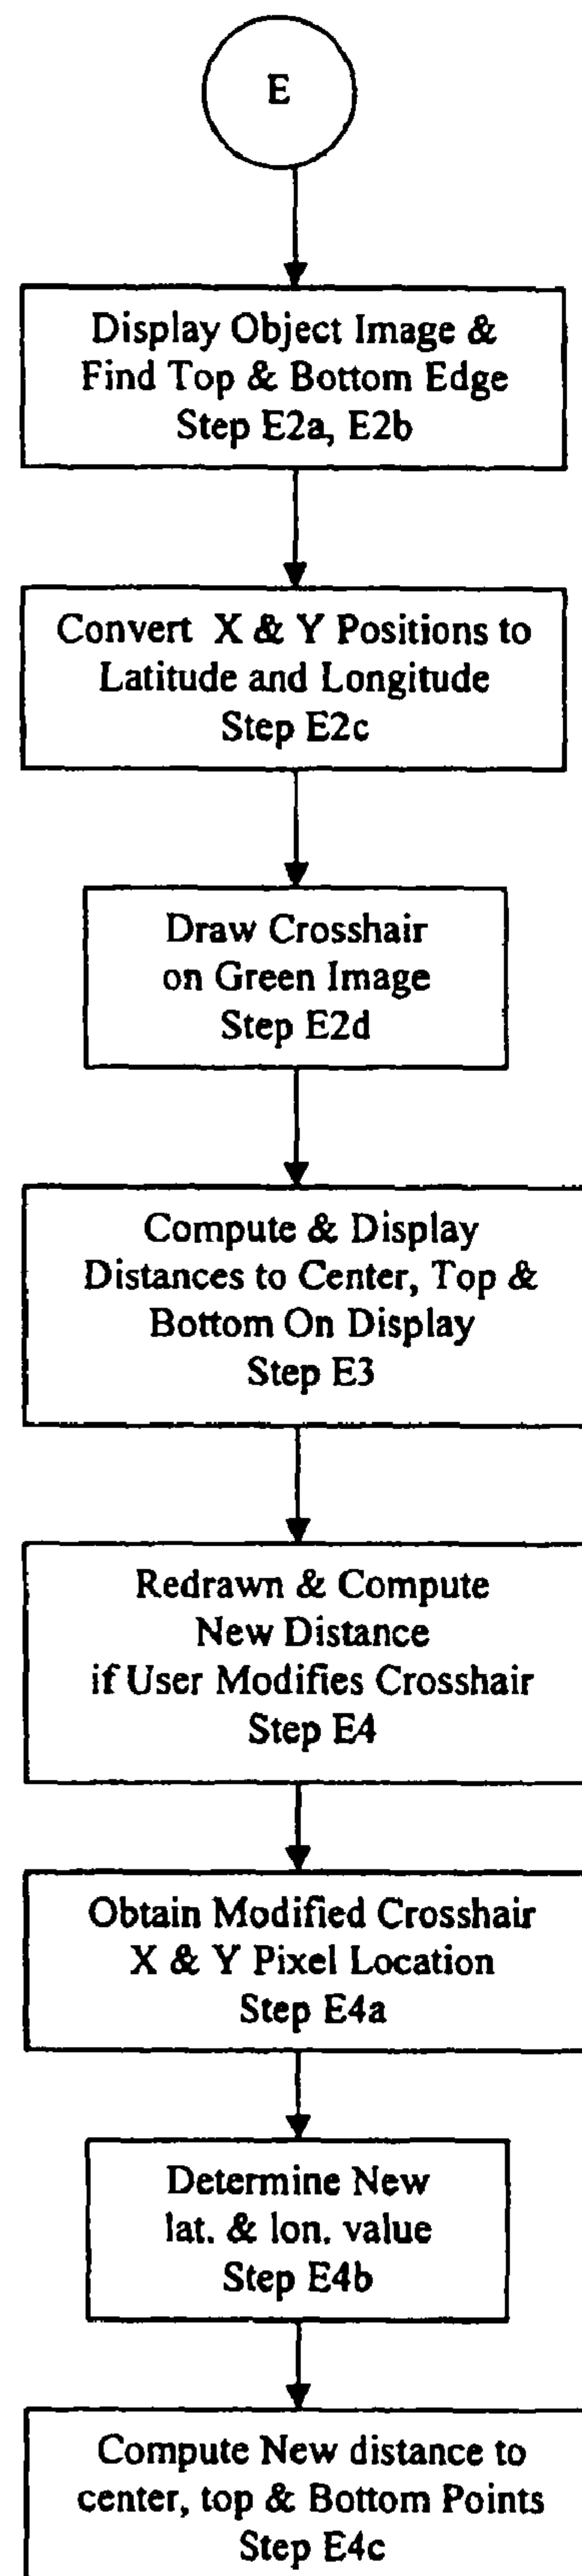 E
Display Object Image &
Find Top & Bottom Edge
Step E2a, E2b
Convert X & Y Positions to
Latitude and Longitude
Step E2c
Draw Crosshair
on Green Image
Step E2d
Compute & Display
Distances to Center, Top &
Bottom On Display
Step E3
Redrawn & Compute
New Distance
if User Modifies Crosshair
Step E4
Obtain Modified Crosshair
X & Y Pixel Location
Step E4a
Determine New
lat. & lon. value
Step E4b
Compute New distance to
center, top & Bottom Points
Step E4c